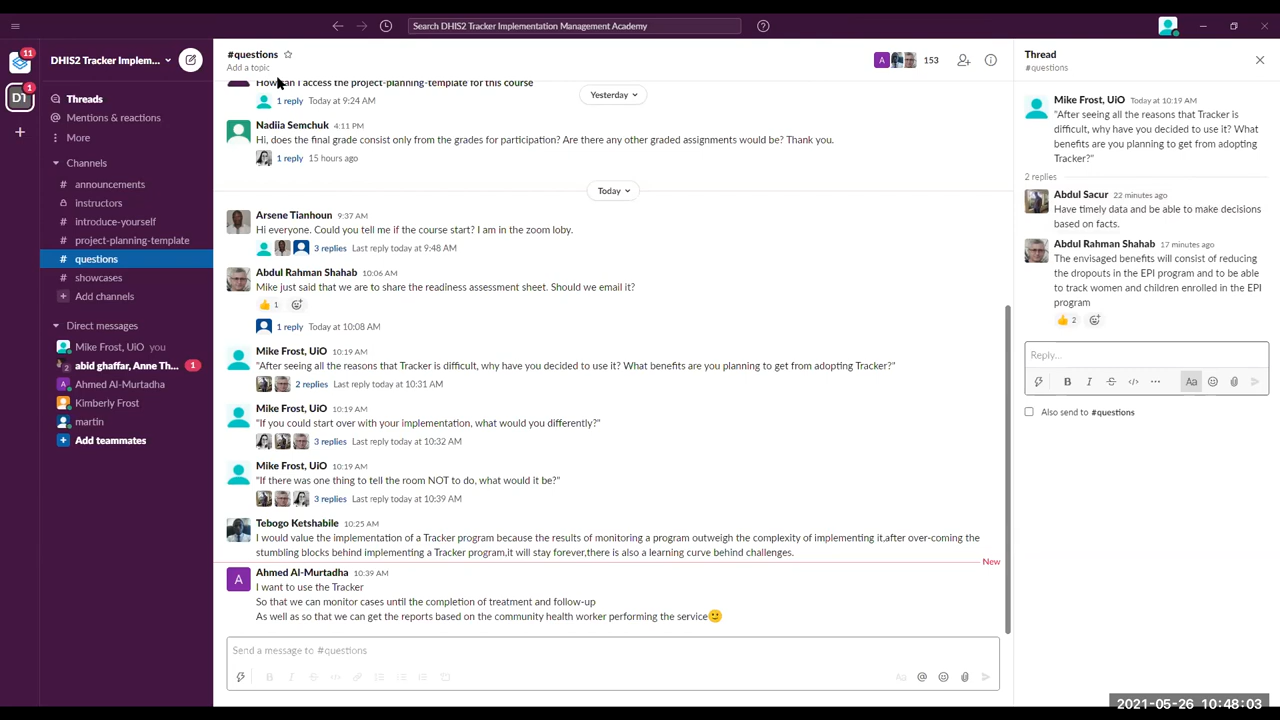 Search DHIS2 Tracker Implementation Management Academy
11
DHIS2 Tracker Implem...
1
D1
Threads
Mentions & reactions
More
Channels
# announcements
instructors
# introduce-yourself
# project-planning-template
# questions
# showcases
+ Add channels
Direct messages
Mike Frost, UiO you
2 abid ghaffar, Anne Th... 1
Ahmed Al-Murtadha
Kimberly Frost
martin
+ Add teammates
#questions
Add a topic
A 153
How can I access the project-planning-template for this course
1 reply Today at 9:24 AM
Yesterday
Nadiia Semchuk 4:11 PM
Hi, does the final grade consist only from the grades for participation? Are there any other graded assignments would be? Thank you.
1 reply 15 hours ago
Today
Arsene Tianhoun 9:37 AM
Hi everyone. Could you tell me if the course start? I am in the zoom loby.
3 replies Last reply today at 9:48 AM
Abdul Rahman Shahab 10:06 AM
Mike just said that we are to share the readiness assessment sheet. Should we email it?
👍 1
1 reply Today at 10:08 AM
Mike Frost, UiO 10:19 AM
"After seeing all the reasons that Tracker is difficult, why have you decided to use it? What benefits are you planning to get from adopting Tracker?"
2 replies Last reply today at 10:31 AM
Mike Frost, UiO 10:19 AM
"If you could start over with your implementation, what would you differently?"
3 replies Last reply today at 10:32 AM
Mike Frost, UiO 10:19 AM
"If there was one thing to tell the room NOT to do, what would it be?"
3 replies Last reply today at 10:39 AM
Tebogo Ketshabile 10:25 AM
I would value the implementation of a Tracker program because the results of monitoring a program outweigh the complexity of implementing it,after over-coming the
stumbling blocks behind implementing a Tracker program,it will stay forever,there is also a learning curve behind challenges.
New
A Ahmed Al-Murtadha 10:39 AM
I want to use the Tracker
So that we can monitor cases until the completion of treatment and follow-up
As well as so that we can get the reports based on the community health worker performing the service🙂
Send a message to #questions
B I S </> Aa @
Thread
#questions
Mike Frost, UiO Today at 10:19 AM
"After seeing all the reasons that Tracker is
difficult, why have you decided to use it? What
benefits are you planning to get from adopting
Tracker?"
2 replies
Abdul Sacur 22 minutes ago
Have timely data and be able to make decisions
based on facts.
Abdul Rahman Shahab 17 minutes ago
The envisaged benefits will consist of reducing
the dropouts in the EPI program and to be able
to track women and children enrolled in the EPI
program
👍 2
Reply...
B I S </> ... Aa
Also send to #questions
2021-05-26 10:48:03